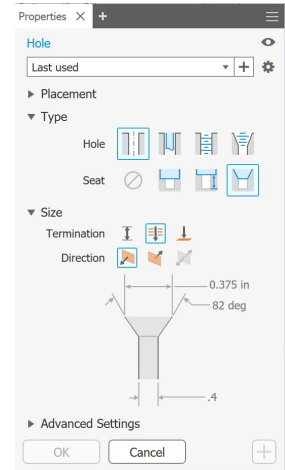 Properties × +
Hole
Last used
Placement
Type
Hole
Seat
Size
Termination
Direction
0.375 in
82 deg
.4
Advanced Settings
OK Cancel +